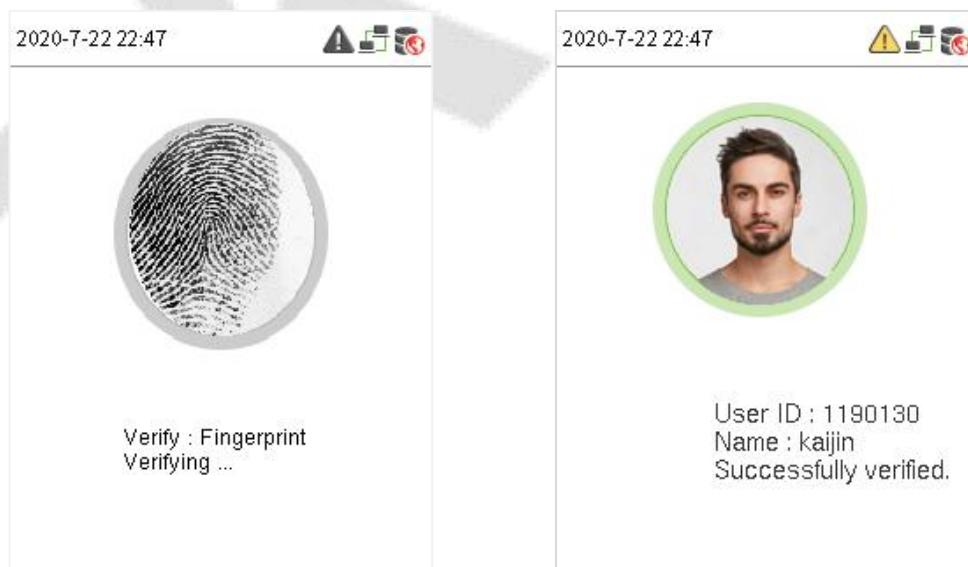 2020-7-22 22:47
Verify : Fingerprint
Verifying ...
2020-7-22 22:47
User ID : 1190130
Name : kaijin
Successfully verified.